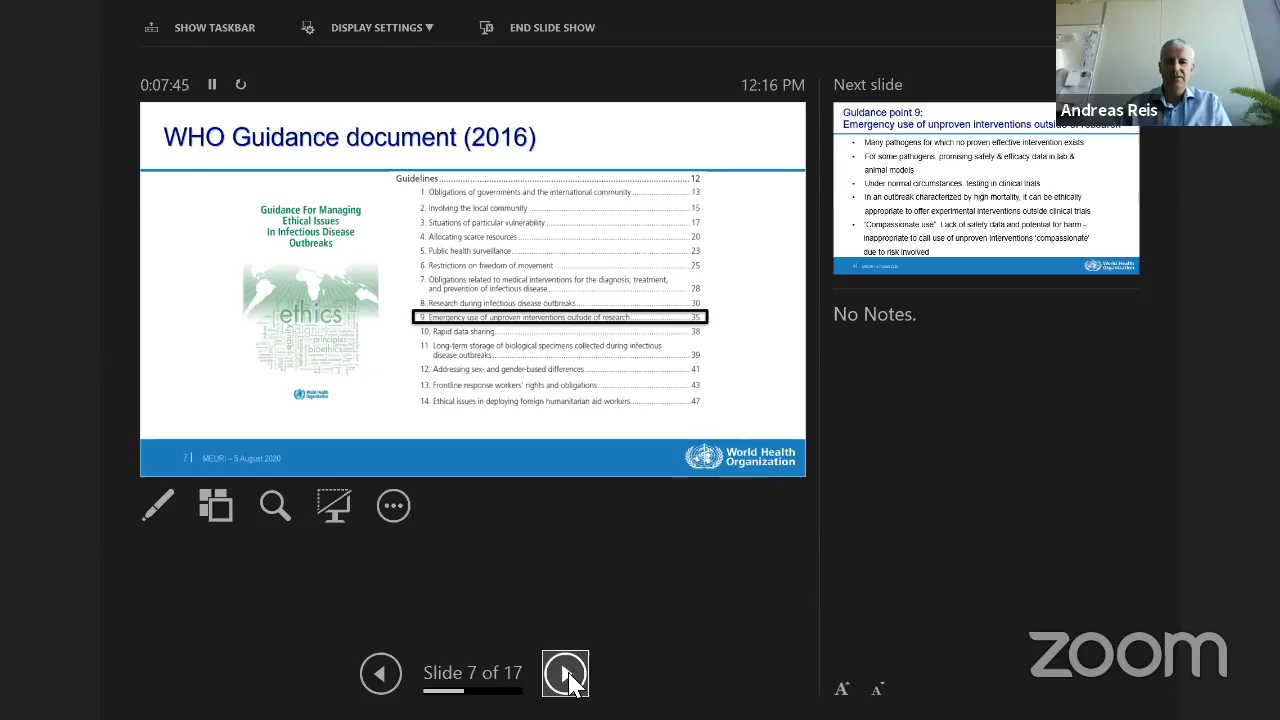 SHOW TASKBAR
DISPLAY SETTINGS ▼
END SLIDE SHOW
0:07:45
12:16 PM
WHO Guidance document (2016)
Guidance For Managing
Ethical Issues
In Infectious Disease
Outbreaks
ethics
equity
dignity
principles
bioethics
World Health
Organization
Guidelines 12
1. Obligations of governments and the international community 13
2. Involving the local community 15
3. Situations of particular vulnerability 17
4. Allocating scarce resources 20
5. Public health surveillance 23
6. Restrictions on freedom of movement 25
7. Obligations related to medical interventions for the diagnosis, treatment,
and prevention of infectious disease 28
8. Research during infectious disease outbreaks 30
9. Emergency use of unproven interventions outside of research 35
10. Rapid data sharing 38
11. Long-term storage of biological specimens collected during infectious
disease outbreaks 39
12. Addressing sex- and gender-based differences 41
13. Frontline response workers' rights and obligations 43
14. Ethical issues in deploying foreign humanitarian aid workers 47
7 | MEURI – 5 August 2020
World Health
Organization
Slide 7 of 17
Next slide
Guidance point 9:
Emergency use of unproven interventions outside of research
• Many pathogens for which no proven effective intervention exists
• For some pathogens: promising safety & efficacy data in lab &
animal models
• Under normal circumstances: testing in clinical trials
• In an outbreak characterized by high mortality, it can be ethically
appropriate to offer experimental interventions outside clinical trials
• "Compassionate use": Lack of safety data and potential for harm -
inappropriate to call use of unproven interventions 'compassionate'
due to risk involved
World Health
Organization
No Notes.
A
A
Andreas Reis
zoom